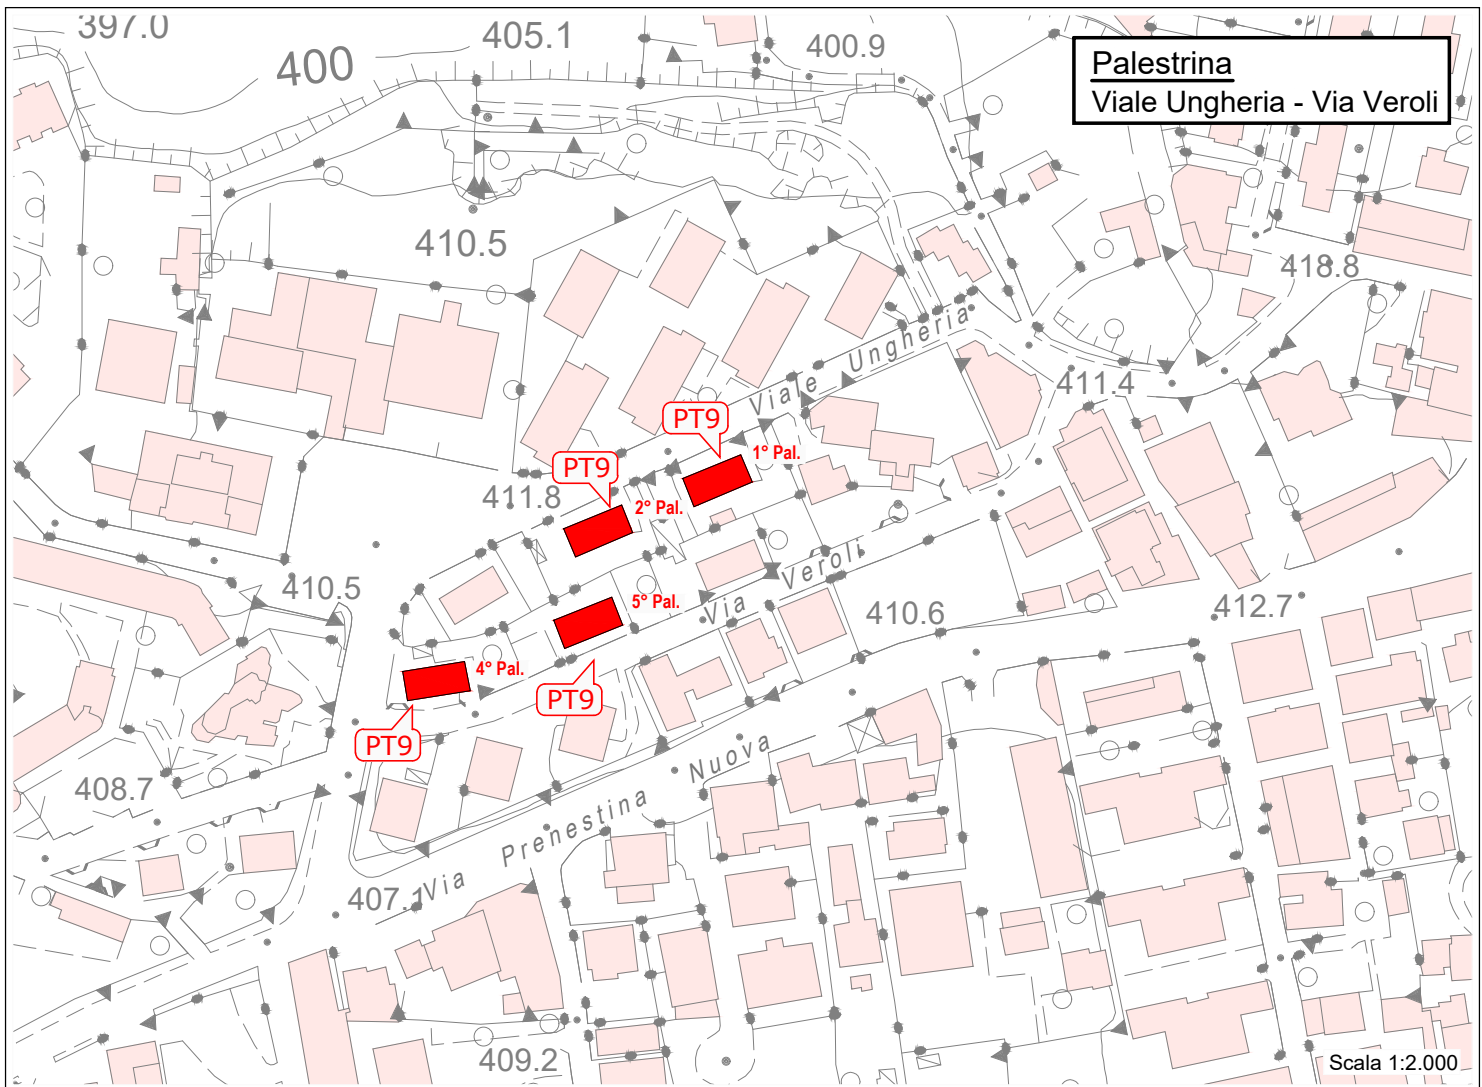 397.0
405.1
400.9
400
Palestrina
Viale Ungheria - Via Veroli
410.5
418.8
Viale Ungheria
411.4
PT9
1° Pal.
PT9
411.8
2° Pal.
Via Veroli
410.5
5° Pal.
410.6
412.7
4° Pal.
PT9
PT9
408.7
Via Prenestina Nuova
407.1
409.2
Scala 1:2.000